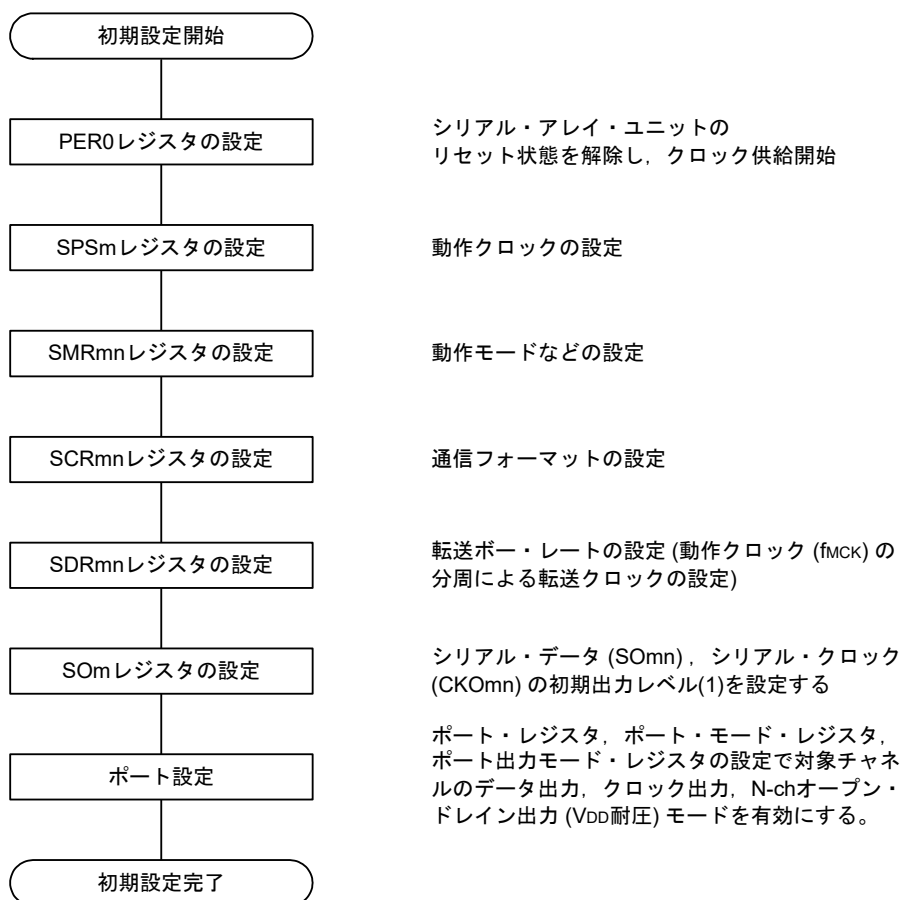 初期設定開始
PER0レジスタの設定
シリアル・アレイ・ユニットの
リセット状態を解除し，クロック供給開始
SPSmレジスタの設定
動作クロックの設定
SMRmnレジスタの設定
動作モードなどの設定
SCRmnレジスタの設定
通信フォーマットの設定
SDRmnレジスタの設定
転送ボー・レートの設定 (動作クロック (fMCK) の
分周による転送クロックの設定)
SOmレジスタの設定
シリアル・データ (SOmn) ，シリアル・クロック
(CKOmn) の初期出力レベル(1)を設定する
ポート設定
ポート・レジスタ，ポート・モード・レジスタ，
ポート出力モード・レジスタの設定で対象チャネ
ルのデータ出力，クロック出力，N-chオープン・
ドレイン出力 (VDD耐圧) モードを有効にする。
初期設定完了